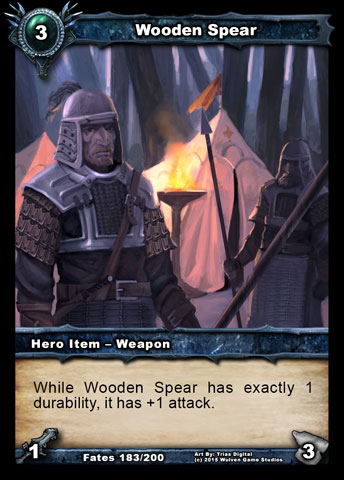 3
Wooden Spear
Hero Item – Weapon
While Wooden Spear has exactly 1
durability, it has +1 attack.
1
Fates 183/200
Art By: Trias Digital
(c) 2015 Wulven Game Studios
3